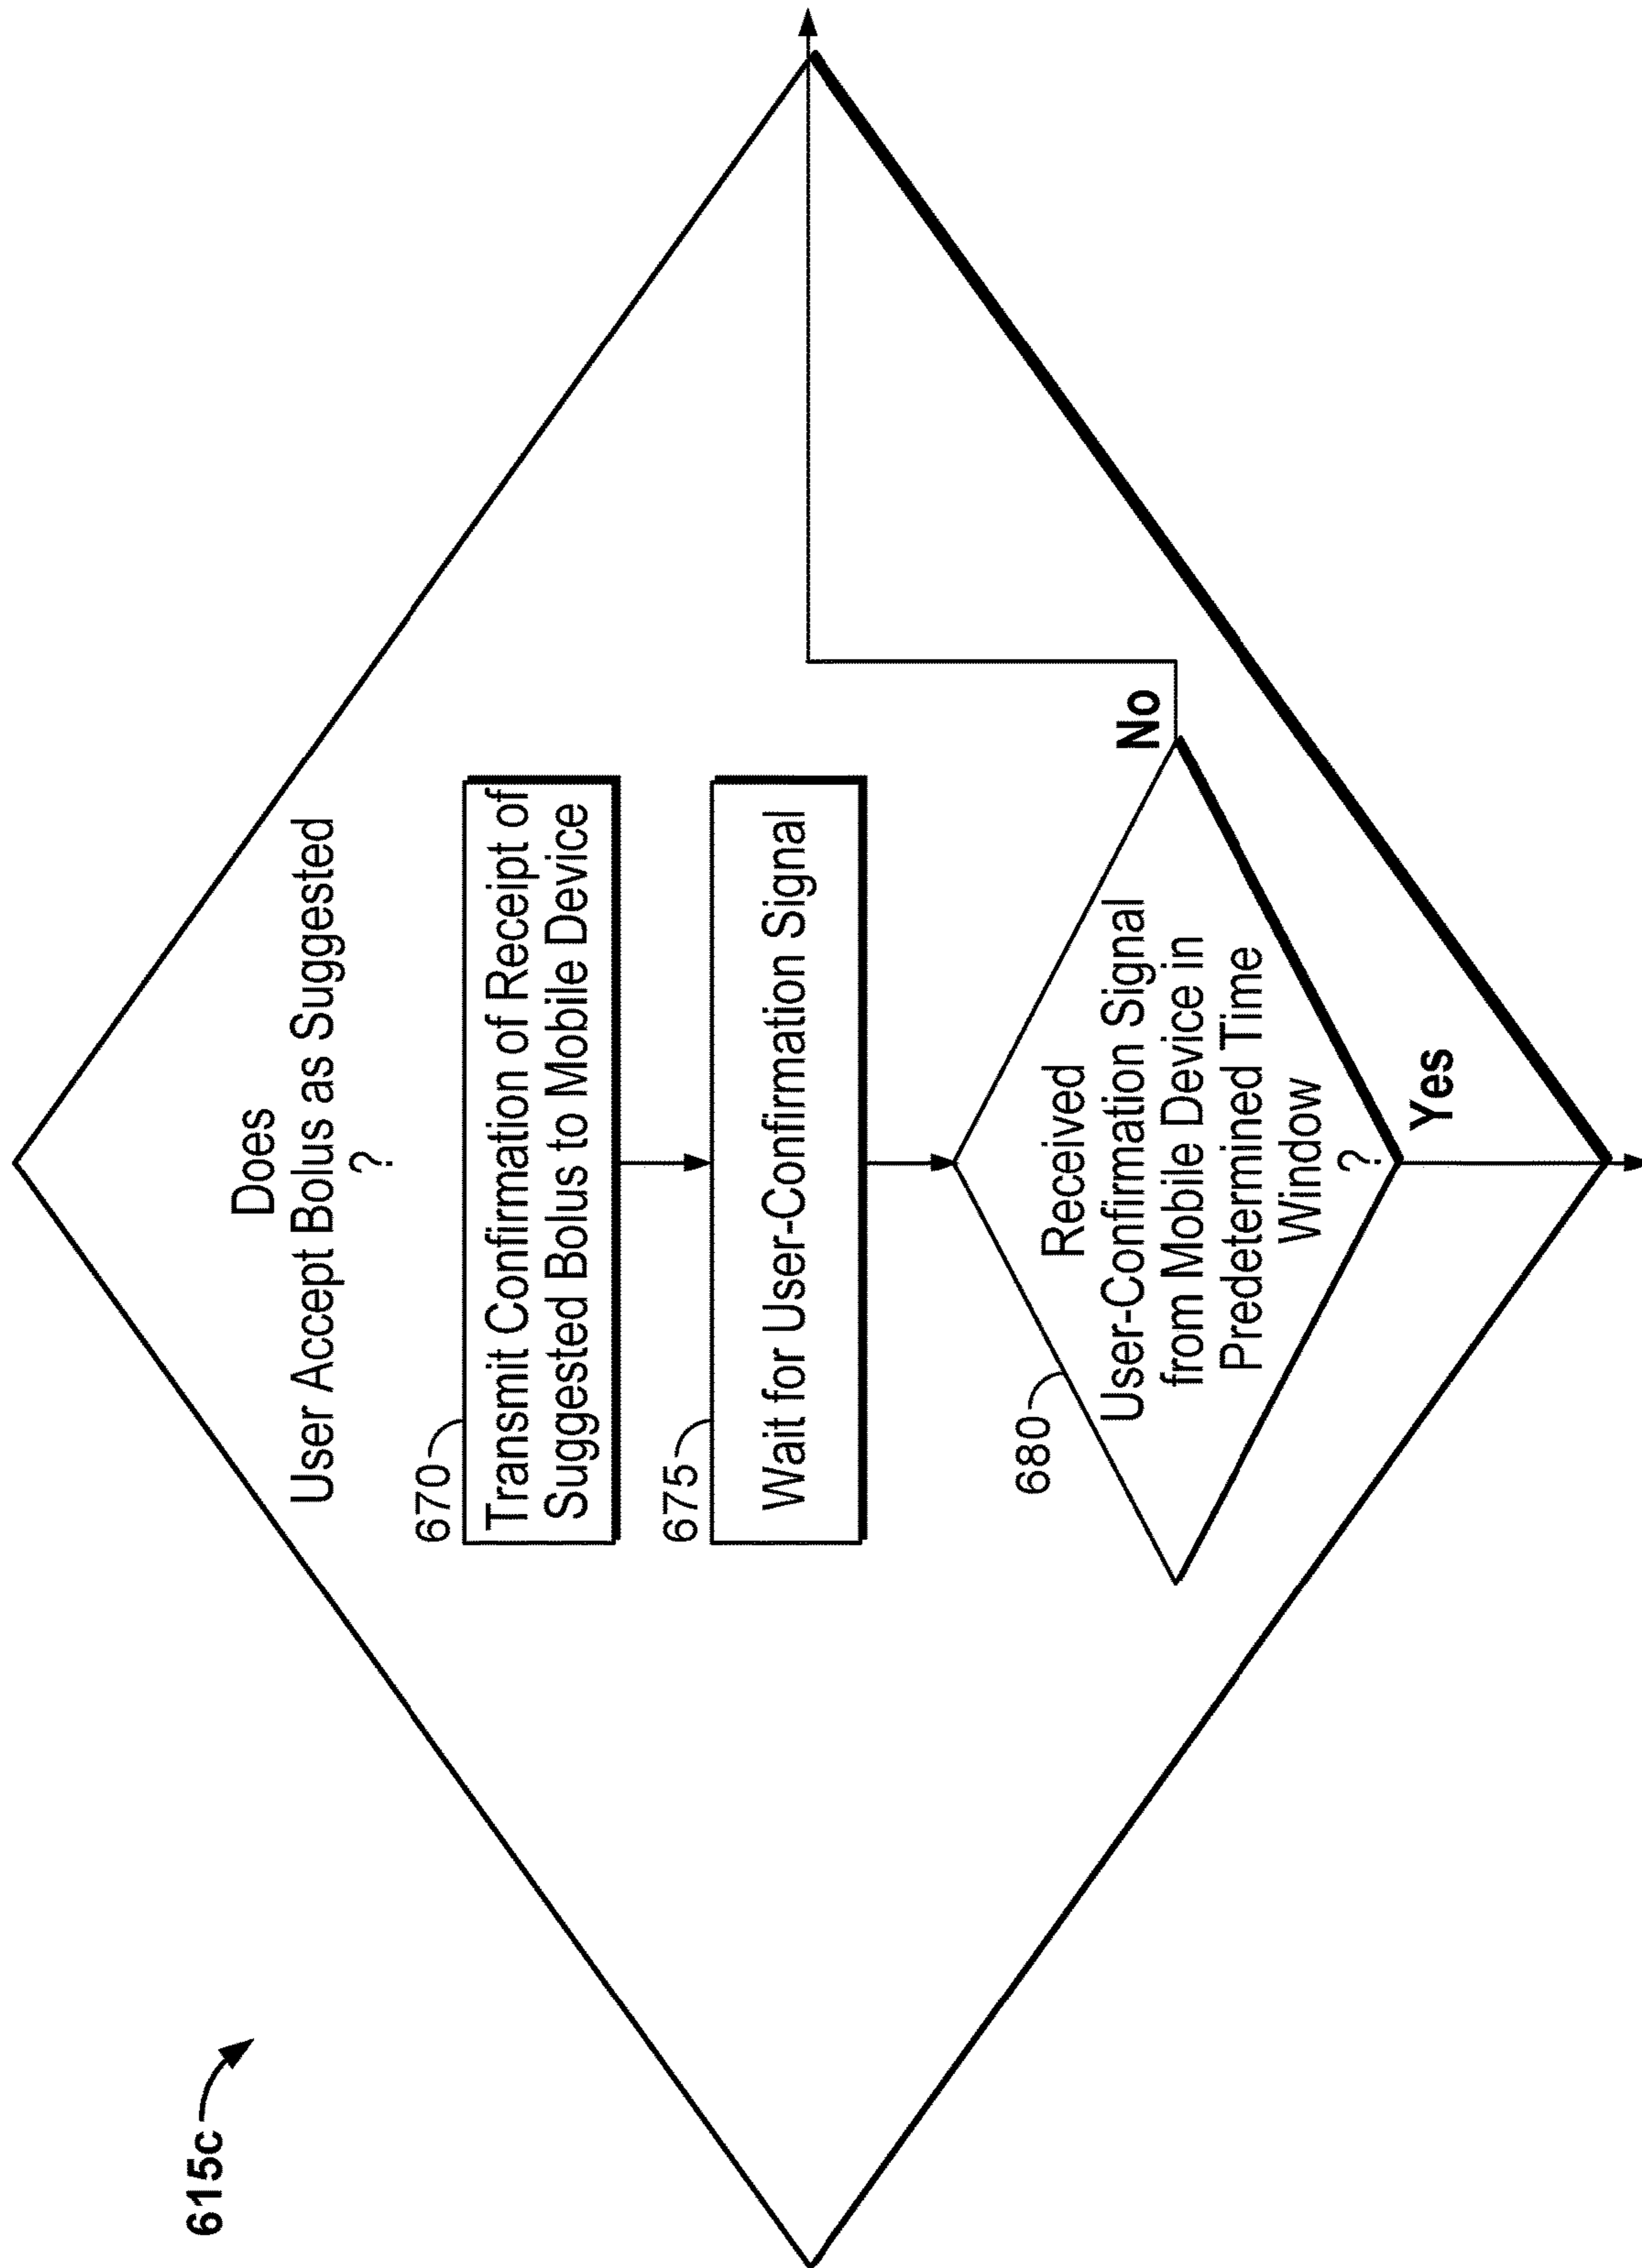 615c
Does
User Accept Bolus as Suggested
?
670
Transmit Confirmation of Receipt of
Suggested Bolus to Mobile Device
675
Wait for User-Confirmation Signal
680
Received
User-Confirmation Signal
from Mobile Device in
Predetermined Time
Window
?
No
Yes